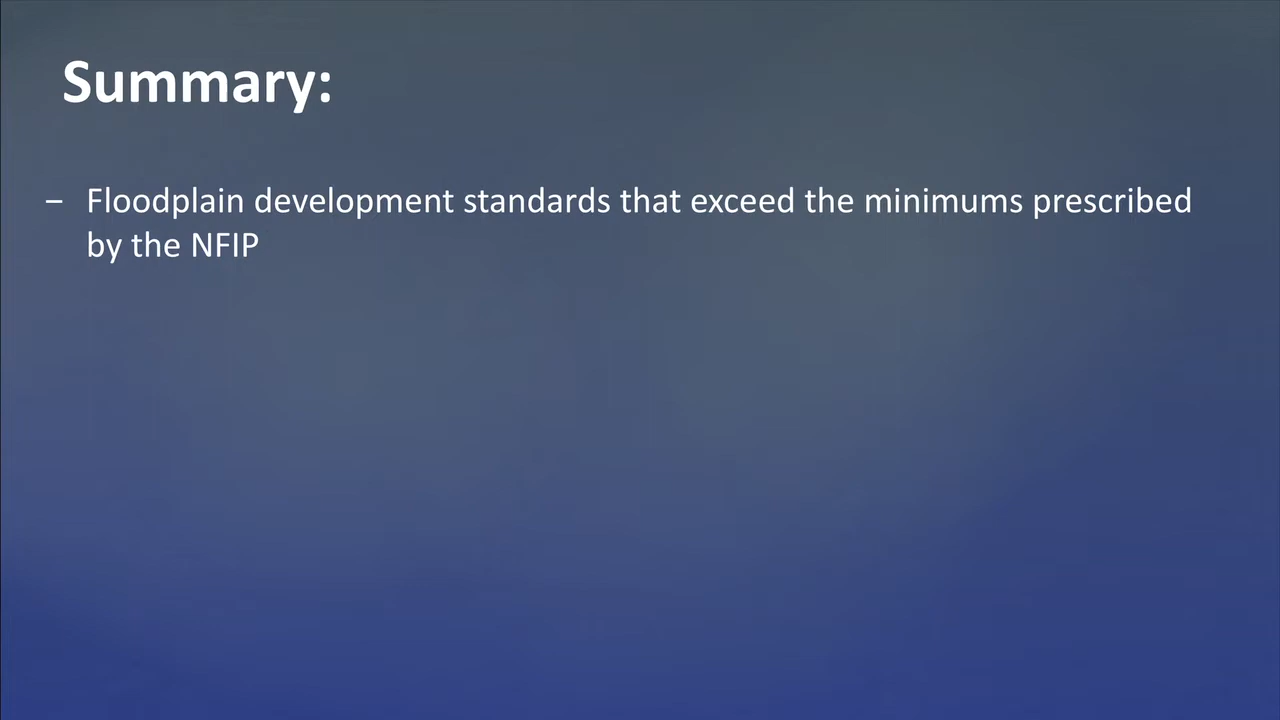 Summary:
– Floodplain development standards that exceed the minimums prescribed
by the NFIP